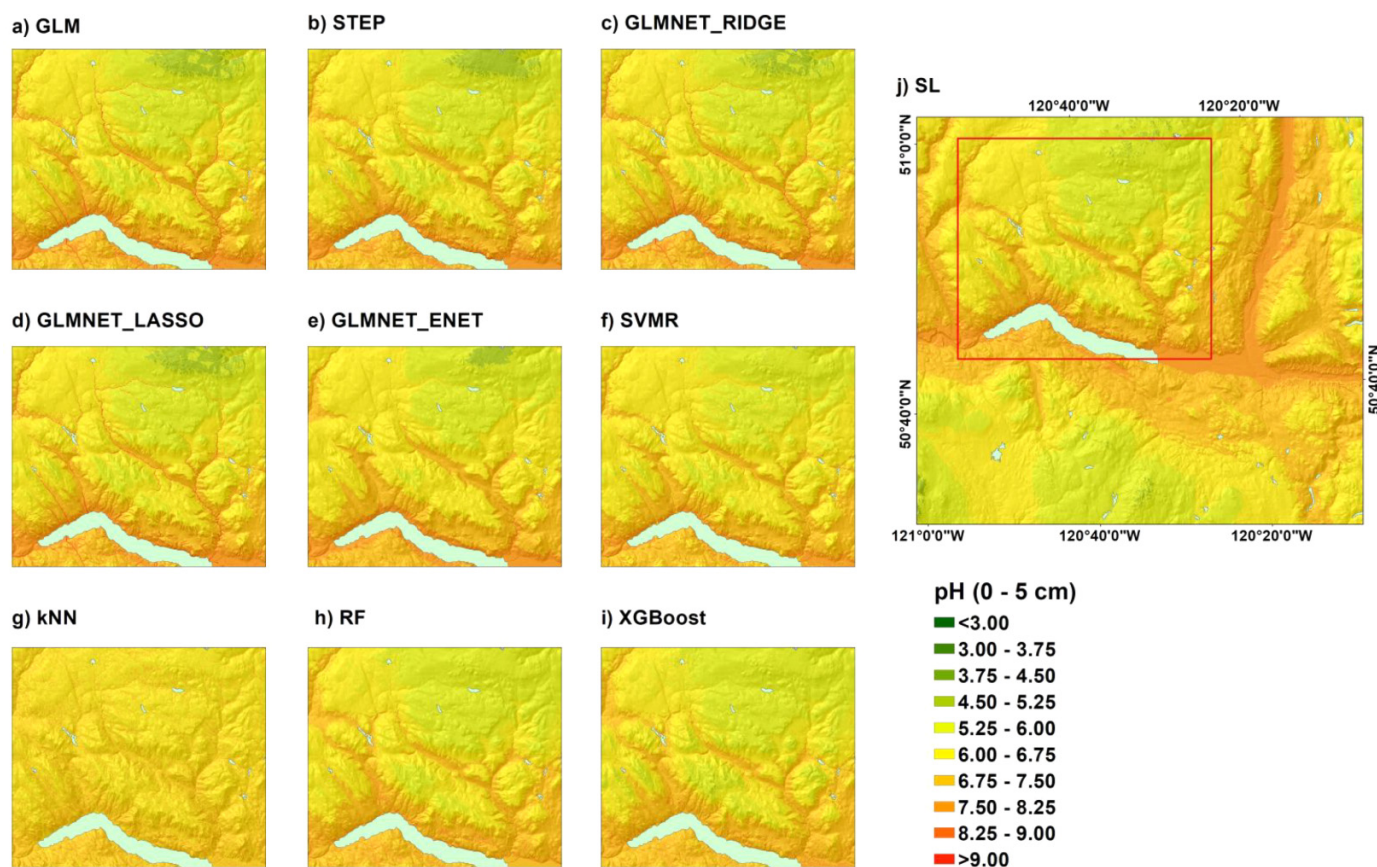 a) GLM
b) STEP
c) GLMNET_RIDGE
d) GLMNET_LASSO
e) GLMNET_ENET
f) SVMR
g) kNN
h) RF
i) XGBoost
j) SL
120°40'0"W
120°20'0"W
51°0'0"N
50°40'0"N
50°40'0"N
121°0'0"W
120°40'0"W
120°20'0"W
pH (0 - 5 cm)
<3.00
3.00 - 3.75
3.75 - 4.50
4.50 - 5.25
5.25 - 6.00
6.00 - 6.75
6.75 - 7.50
7.50 - 8.25
8.25 - 9.00
>9.00